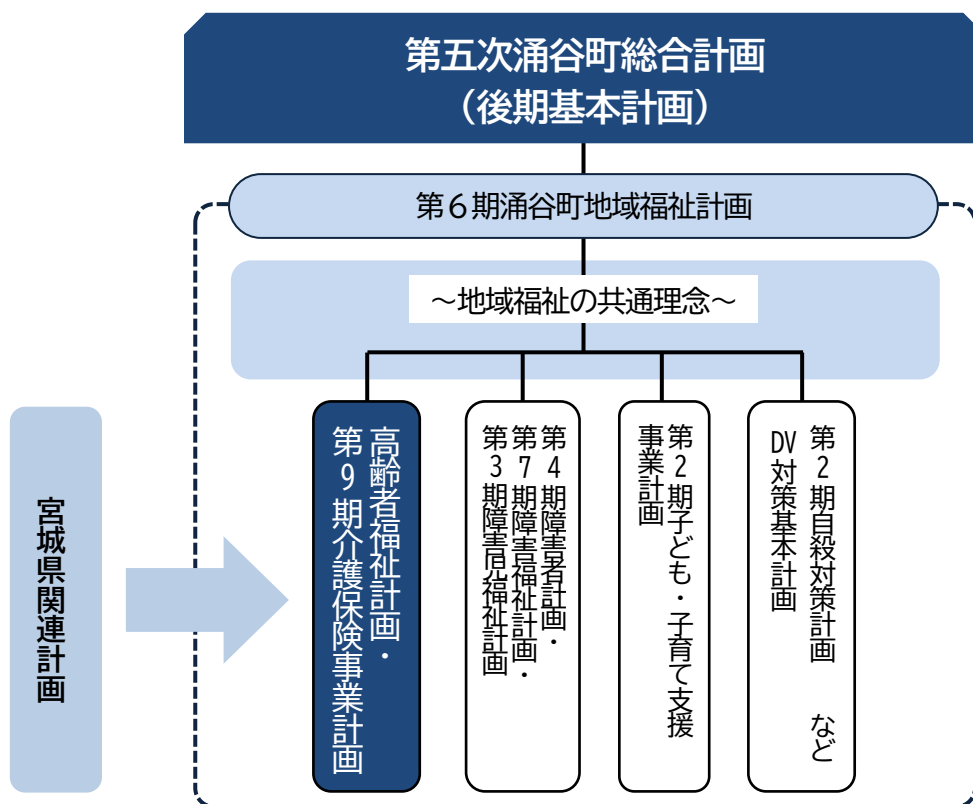 第五次涌谷町総合計画
（後期基本計画）
第６期涌谷町地域福祉計画
～地域福祉の共通理念～
宮城県関連計画
高齢者福祉計画・
第９期介護保険事業計画
第４期障害者計画・
第７期障害福祉計画・
第３期障害児福祉計画
第２期子ども・子育て支援
事業計画
第２期自殺対策計画　など
DV対策基本計画